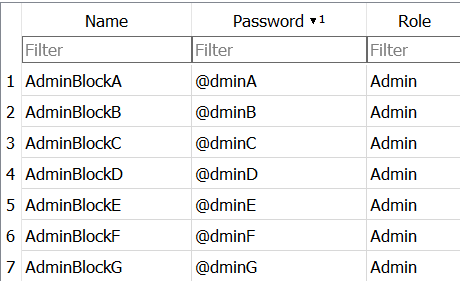 Name Password ▼1 Role
Filter Filter Filter
1 AdminBlockA @dminA Admin
2 AdminBlockB @dminB Admin
3 AdminBlockC @dminC Admin
4 AdminBlockD @dminD Admin
5 AdminBlockE @dminE Admin
6 AdminBlockF @dminF Admin
7 AdminBlockG @dminG Admin